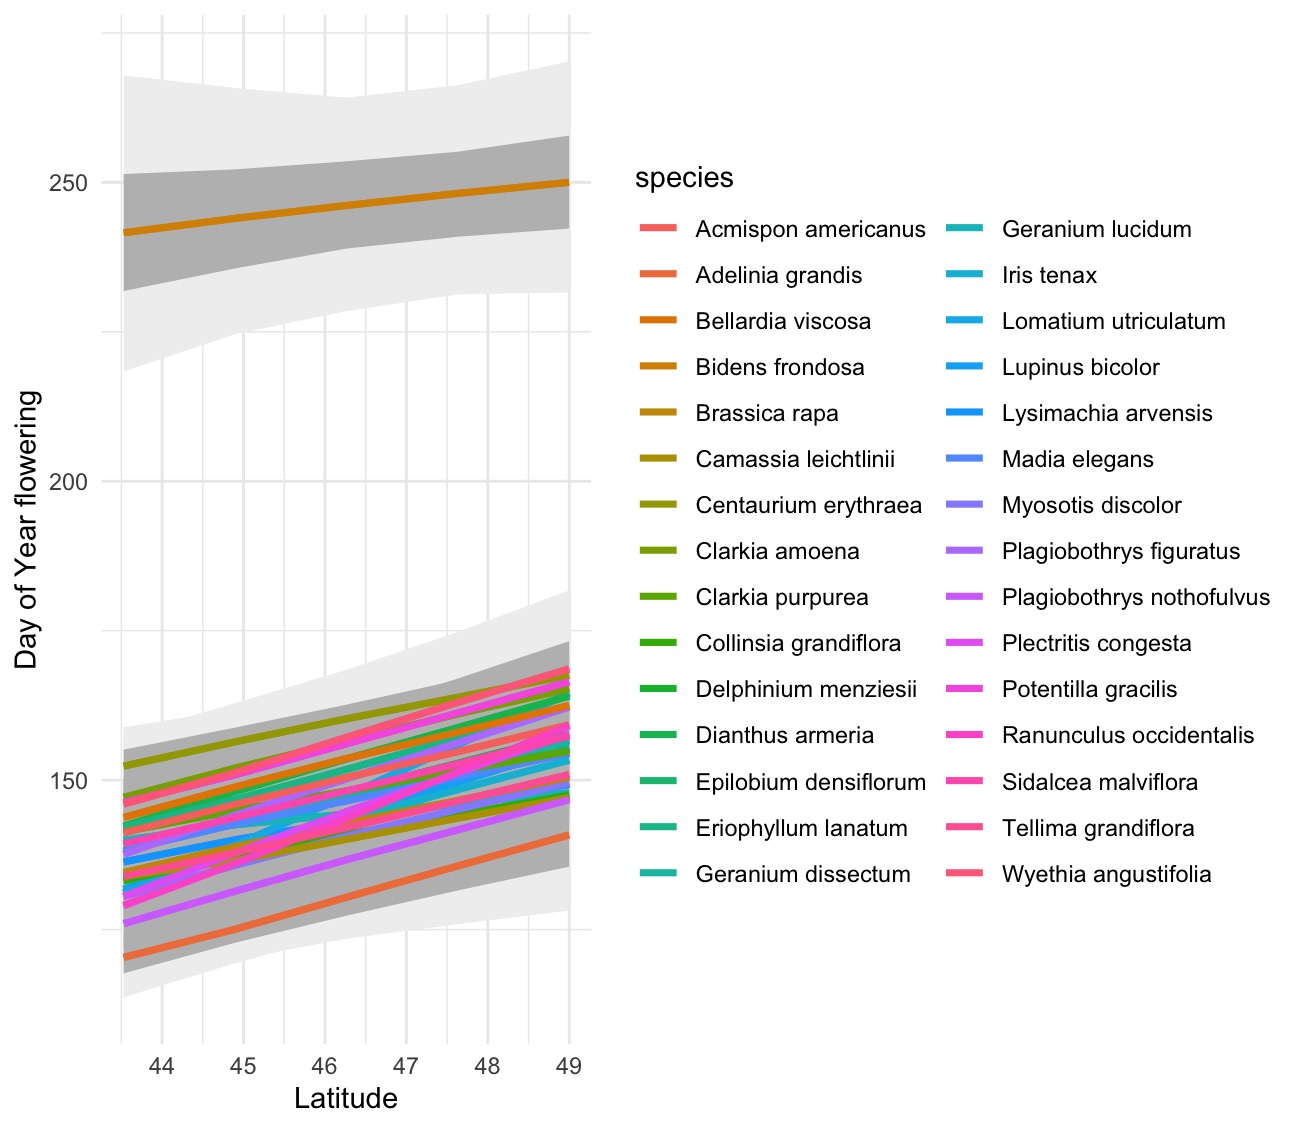 Day of Year flowering
250
200
150
44 45 46 47 48 49
Latitude
species
Acmispon americanus
Adelinia grandis
Bellardia viscosa
Bidens frondosa
Brassica rapa
Camassia leichtlinii
Centaurium erythraea
Clarkia amoena
Clarkia purpurea
Collinsia grandiflora
Delphinium menziesii
Dianthus armeria
Epilobium densiflorum
Eriophyllum lanatum
Geranium dissectum
Geranium lucidum
Iris tenax
Lomatium utriculatum
Lupinus bicolor
Lysimachia arvensis
Madia elegans
Myosotis discolor
Plagiobothrys figuratus
Plagiobothrys nothofulvus
Plectritis congesta
Potentilla gracilis
Ranunculus occidentalis
Sidalcea malviflora
Tellima grandiflora
Wyethia angustifolia